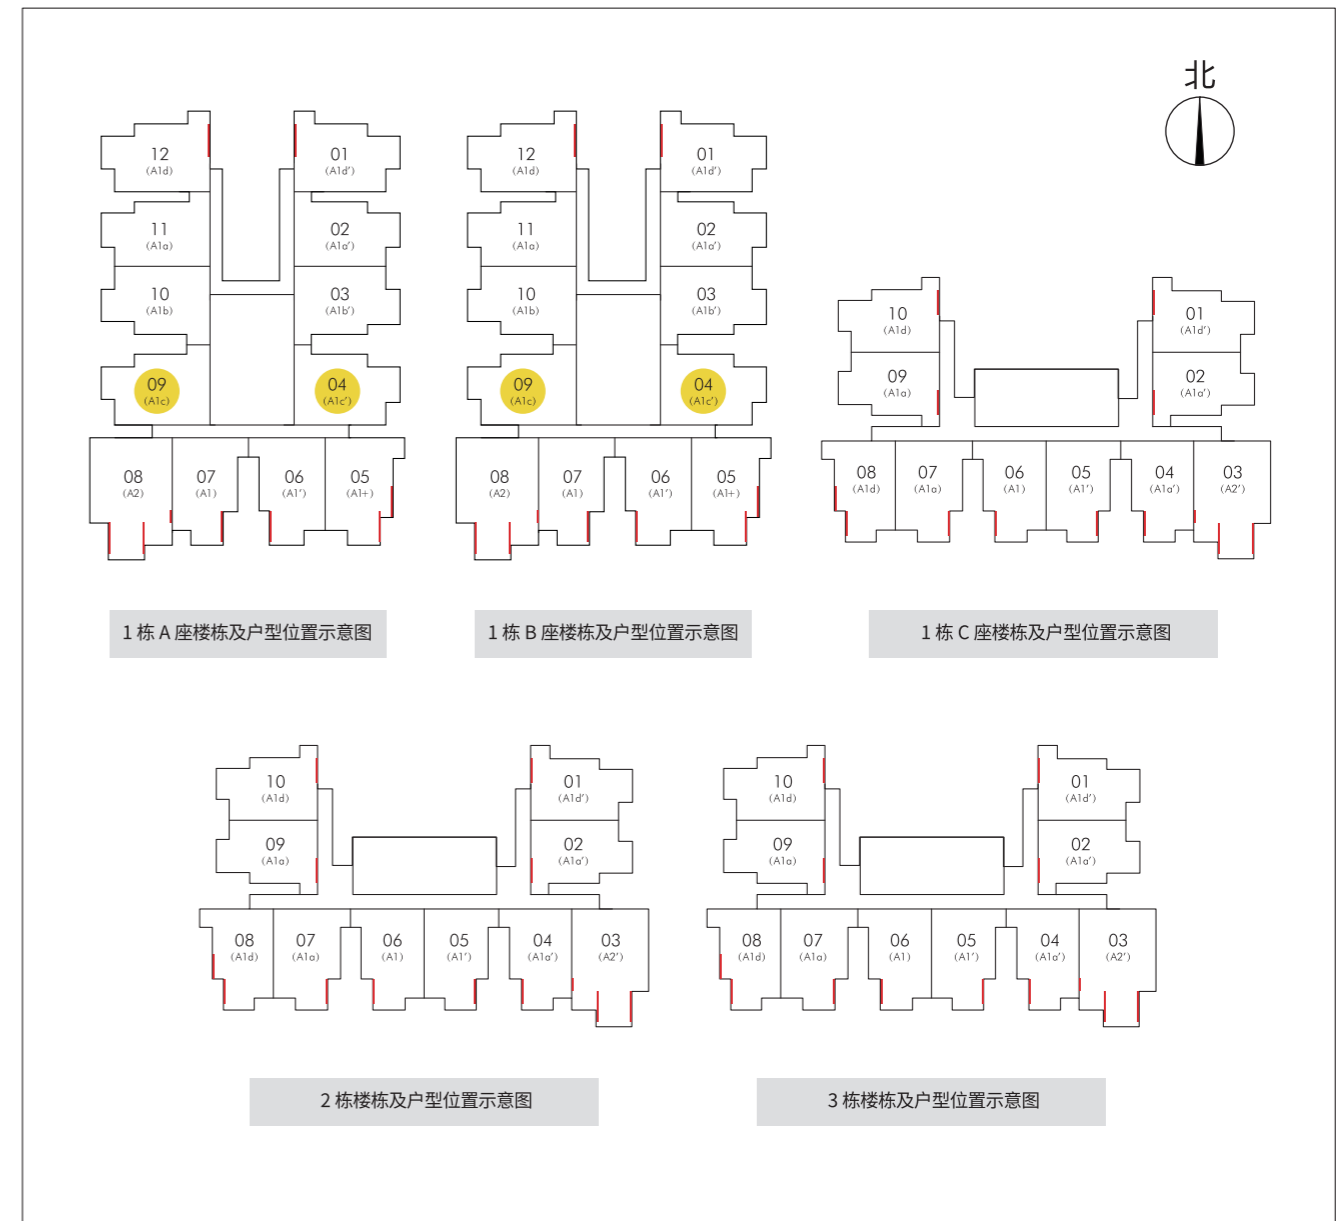 北
12
(A1d)
01
(A1d′)
11
(A1a)
02
(A1a′)
10
(A1b)
03
(A1b′)
09
(A1c)
04
(A1c′)
08
(A2)
07
(A1)
06
(A1′)
05
(A1+)
1 栋 A 座楼栋及户型位置示意图
12
(A1d)
01
(A1d′)
11
(A1a)
02
(A1a′)
10
(A1b)
03
(A1b′)
09
(A1c)
04
(A1c′)
08
(A2)
07
(A1)
06
(A1′)
05
(A1+)
1 栋 B 座楼栋及户型位置示意图
10
(A1d)
01
(A1d′)
09
(A1a)
02
(A1a′)
08
(A1d)
07
(A1a)
06
(A1)
05
(A1′)
04
(A1a′)
03
(A2′)
1 栋 C 座楼栋及户型位置示意图
10
(A1d)
01
(A1d′)
09
(A1a)
02
(A1a′)
08
(A1d)
07
(A1a)
06
(A1)
05
(A1′)
04
(A1a′)
03
(A2′)
2 栋楼栋及户型位置示意图
10
(A1d)
01
(A1d′)
09
(A1a)
02
(A1a′)
08
(A1d)
07
(A1a)
06
(A1)
05
(A1′)
04
(A1a′)
03
(A2′)
3 栋楼栋及户型位置示意图